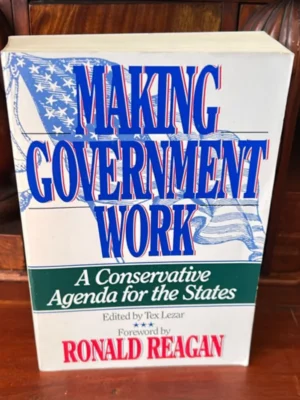 MAKING
GOVERNMENT
WORK
A Conservative
Agenda for the States
Edited by Tex Lezar
★★★
Foreword by
RONALD REAGAN